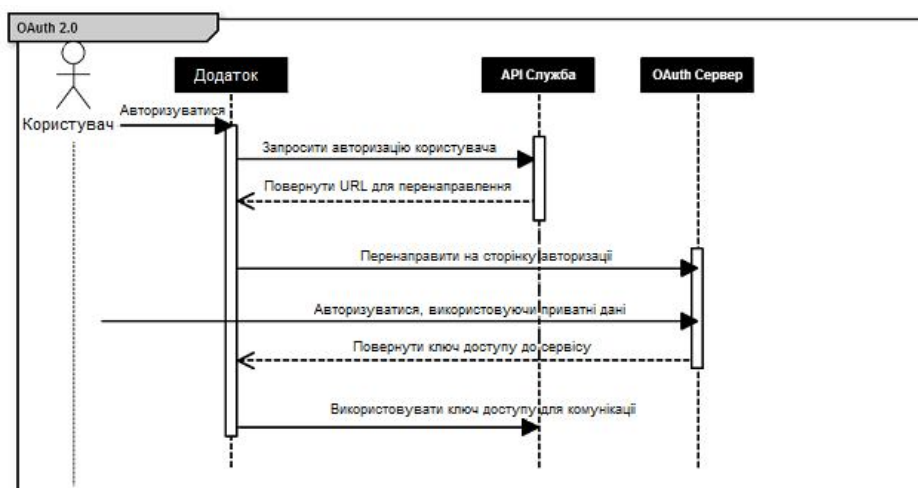 OAuth 2.0
Додаток
API Служба
OAuth Сервер
Авторизуватися
Користувач
Запросити авторизацію користувача
Повернути URL для перенаправлення
Перенаправити на сторінку авторизації
Авторизуватися, використовуючи приватні дані
Повернути ключ доступу до сервісу
Використовувати ключ доступу для комунікації